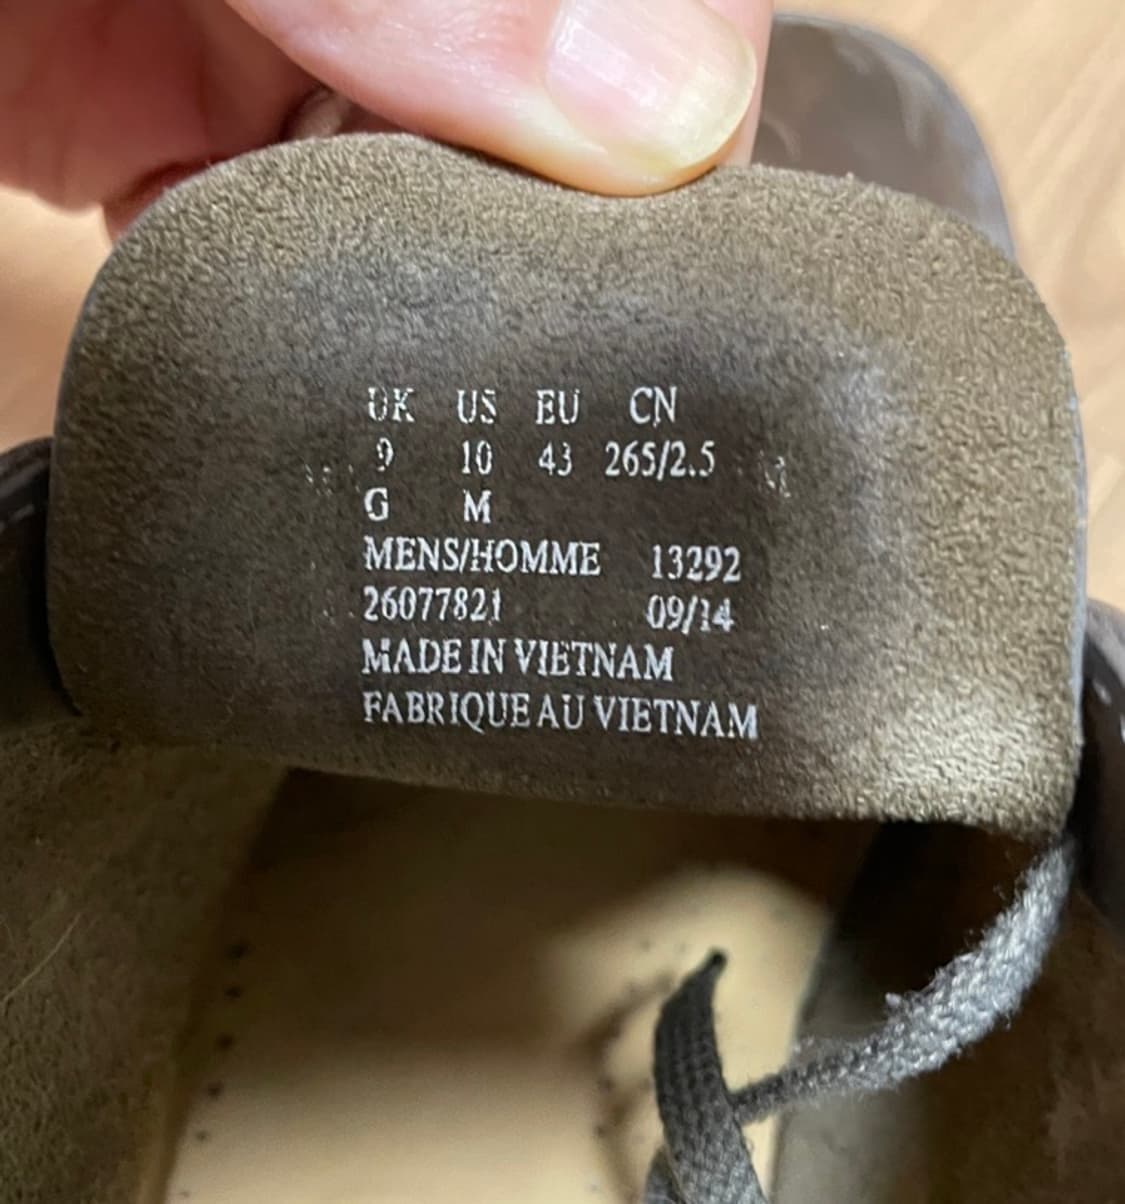 UK US EU CN
9 10 43 265/2.5
G M
MENS/HOMME 13292
26077821 09/14
MADE IN VIETNAM
FABRIQUE AU VIETNAM